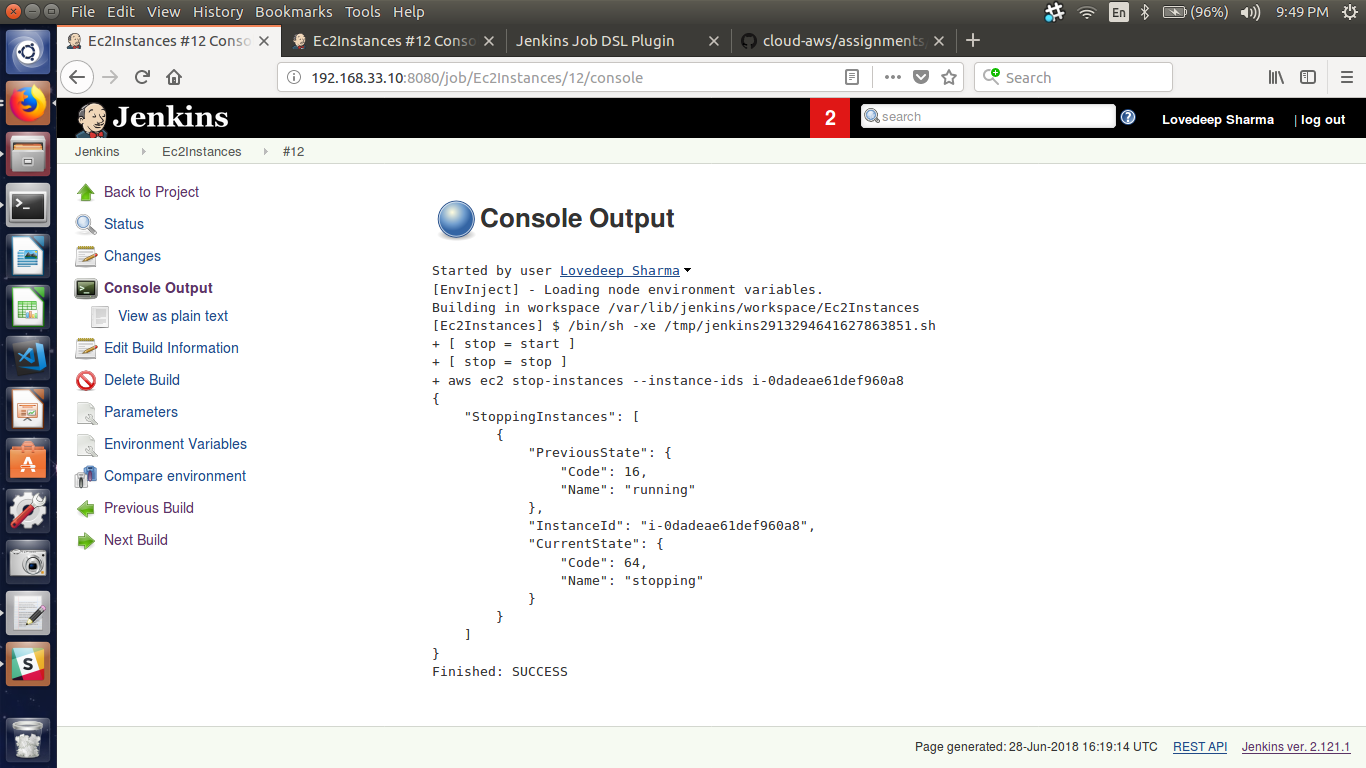 File Edit View History Bookmarks Tools Help
En (96%) 9:49 PM
Ec2Instances #12 Conso
Ec2Instances #12 Conso
Jenkins Job DSL Plugin
cloud-aws/assignments
192.168.33.10:8080/job/Ec2Instances/12/console
Search
Jenkins
2
search
Lovedeep Sharma
| log out
Jenkins
Ec2Instances
#12
Back to Project
Status
Changes
Console Output
View as plain text
Edit Build Information
Delete Build
Parameters
Environment Variables
Compare environment
Previous Build
Next Build
Console Output
Started by user Lovedeep Sharma
[EnvInject] - Loading node environment variables.
Building in workspace /var/lib/jenkins/workspace/Ec2Instances
[Ec2Instances] $ /bin/sh -xe /tmp/jenkins2913294641627863851.sh
+ [ stop = start ]
+ [ stop = stop ]
+ aws ec2 stop-instances --instance-ids i-0dadeae61def960a8
{
    "StoppingInstances": [
        {
            "PreviousState": {
                "Code": 16,
                "Name": "running"
            },
            "InstanceId": "i-0dadeae61def960a8",
            "CurrentState": {
                "Code": 64,
                "Name": "stopping"
            }
        }
    ]
}
Finished: SUCCESS
Page generated: 28-Jun-2018 16:19:14 UTC
REST API
Jenkins ver. 2.121.1